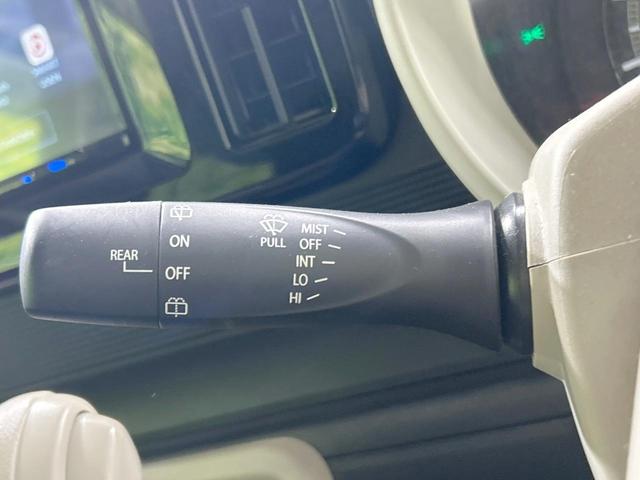 REAR
ON
OFF
PULL
MIST
OFF
INT
LO
HI